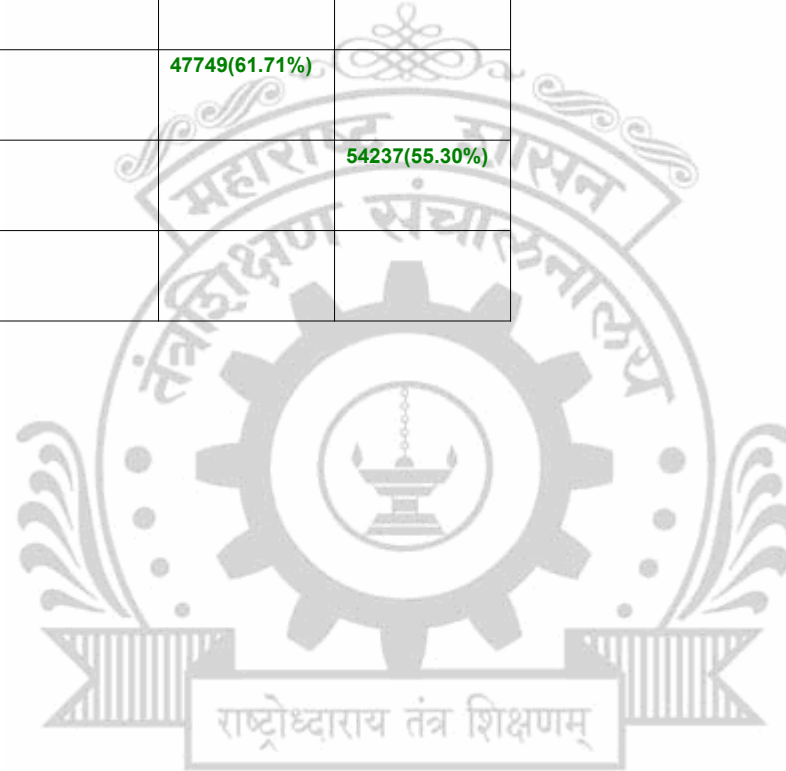 47749(61.71%)
54237(55.30%)
महाराष्ट्र शासन
तंत्रशिक्षण संचालनालय
राष्ट्रोध्दाराय तंत्र शिक्षणम्